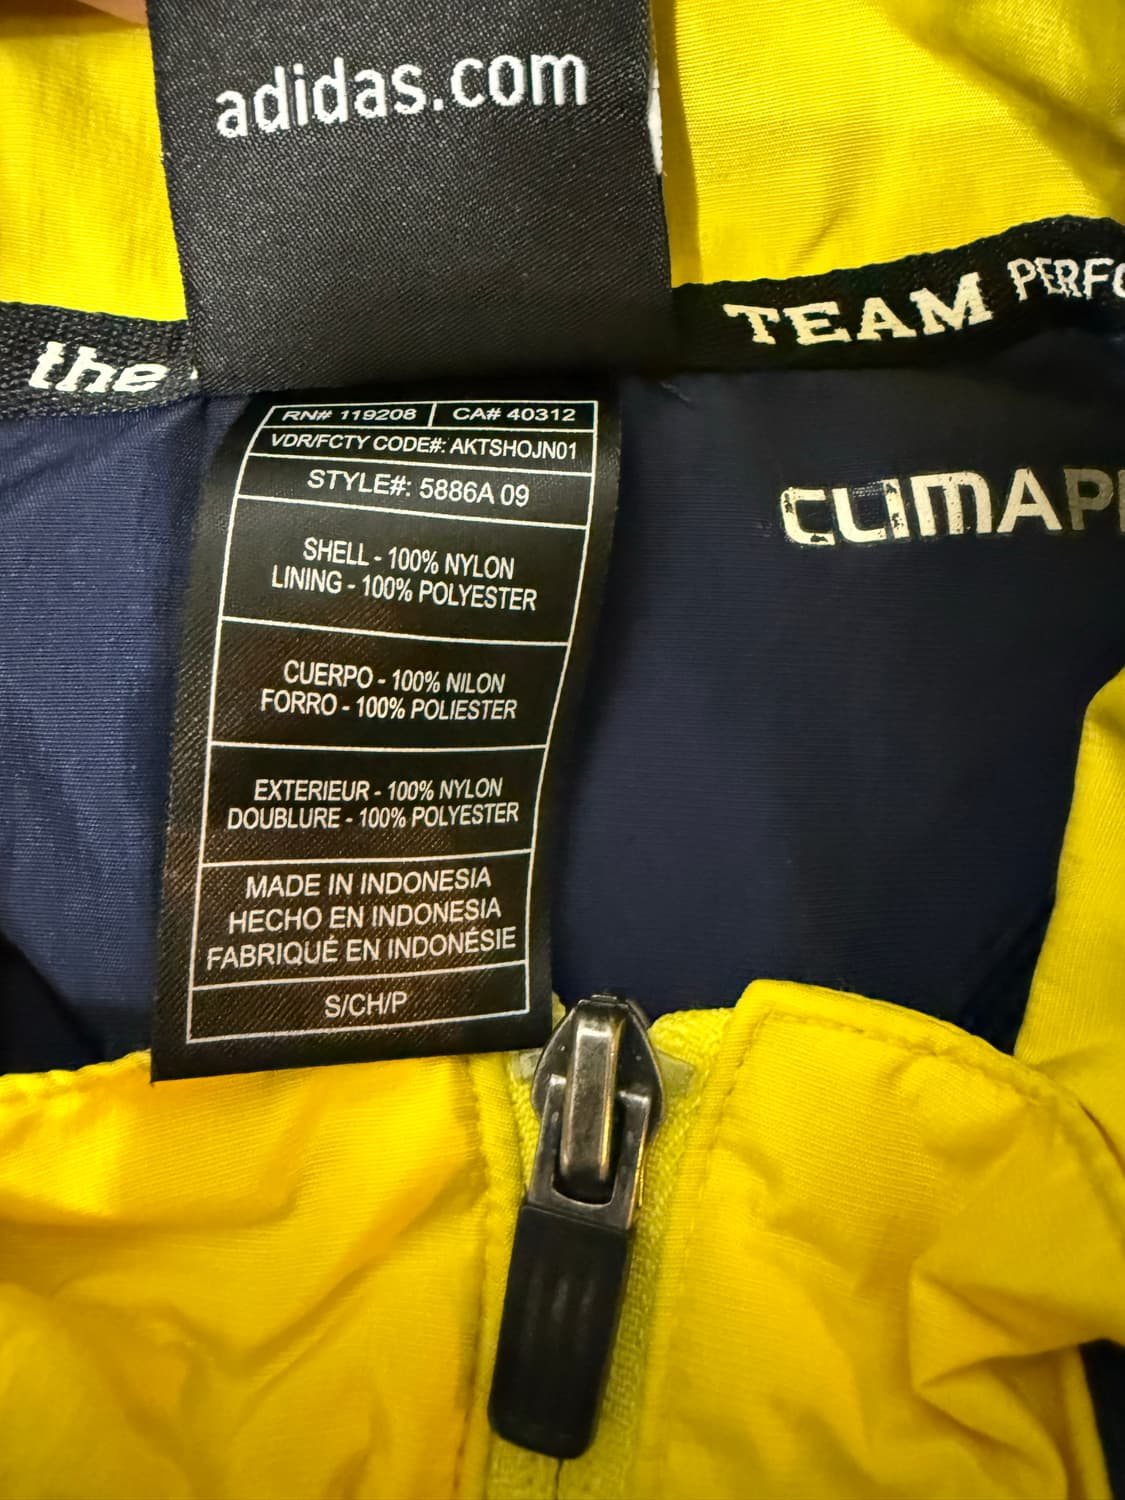 adidas.com
the
TEAM PERFO
CLIMAP
RN# 119208 CA# 40312
VDR/FCTY CODE#: AKTSHOJN01
STYLE#: 5886A 09
SHELL - 100% NYLON
LINING - 100% POLYESTER
CUERPO - 100% NILON
FORRO - 100% POLIESTER
EXTERIEUR - 100% NYLON
DOUBLURE - 100% POLYESTER
MADE IN INDONESIA
HECHO EN INDONESIA
FABRIQUÉ EN INDONÉSIE
S/CH/P